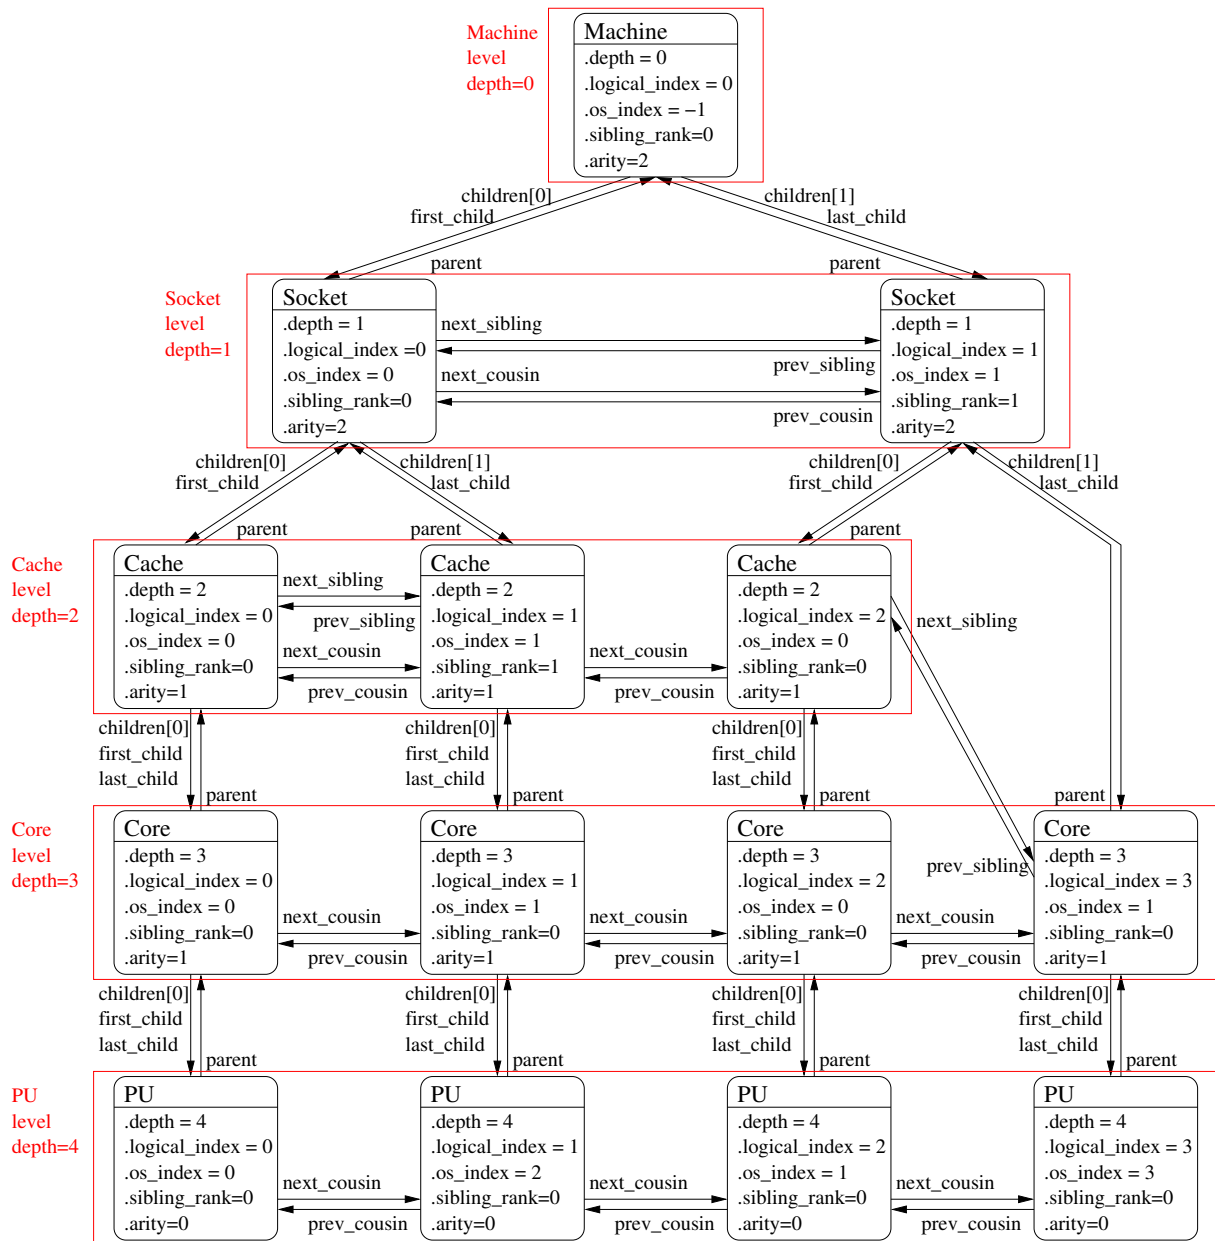 Machine
level
depth=0
Machine
.depth = 0
.logical_index = 0
.os_index = −1
.sibling_rank=0
.arity=2
children[0]
first_child
children[1]
last_child
parent
parent
Socket
level
depth=1
Socket
.depth = 1
.logical_index =0
.os_index = 0
.sibling_rank=0
.arity=2
next_sibling
prev_sibling
next_cousin
prev_cousin
Socket
.depth = 1
.logical_index = 1
.os_index = 1
.sibling_rank=1
.arity=2
children[0]
first_child
children[1]
last_child
children[0]
first_child
children[1]
last_child
parent
parent
Cache
level
depth=2
Cache
.depth = 2
.logical_index = 0
.os_index = 0
.sibling_rank=0
.arity=1
next_sibling
prev_sibling
next_cousin
prev_cousin
Cache
.depth = 2
.logical_index = 1
.os_index = 1
.sibling_rank=1
.arity=1
next_cousin
prev_cousin
Cache
.depth = 2
.logical_index = 2
.os_index = 0
.sibling_rank=0
.arity=1
next_sibling
children[0]
first_child
last_child
parent
children[0]
first_child
last_child
parent
children[0]
first_child
last_child
parent
parent
Core
level
depth=3
Core
.depth = 3
.logical_index = 0
.os_index = 0
.sibling_rank=0
.arity=1
next_cousin
prev_cousin
Core
.depth = 3
.logical_index = 1
.os_index = 1
.sibling_rank=0
.arity=1
next_cousin
prev_cousin
Core
.depth = 3
.logical_index = 2
.os_index = 0
.sibling_rank=0
.arity=1
prev_sibling
next_cousin
prev_cousin
Core
.depth = 3
.logical_index = 3
.os_index = 1
.sibling_rank=0
.arity=1
children[0]
first_child
last_child
parent
children[0]
first_child
last_child
parent
children[0]
first_child
last_child
parent
children[0]
first_child
last_child
parent
PU
level
depth=4
PU
.depth = 4
.logical_index = 0
.os_index = 0
.sibling_rank=0
.arity=0
next_cousin
prev_cousin
PU
.depth = 4
.logical_index = 1
.os_index = 2
.sibling_rank=0
.arity=0
next_cousin
prev_cousin
PU
.depth = 4
.logical_index = 2
.os_index = 1
.sibling_rank=0
.arity=0
next_cousin
prev_cousin
PU
.depth = 4
.logical_index = 3
.os_index = 3
.sibling_rank=0
.arity=0